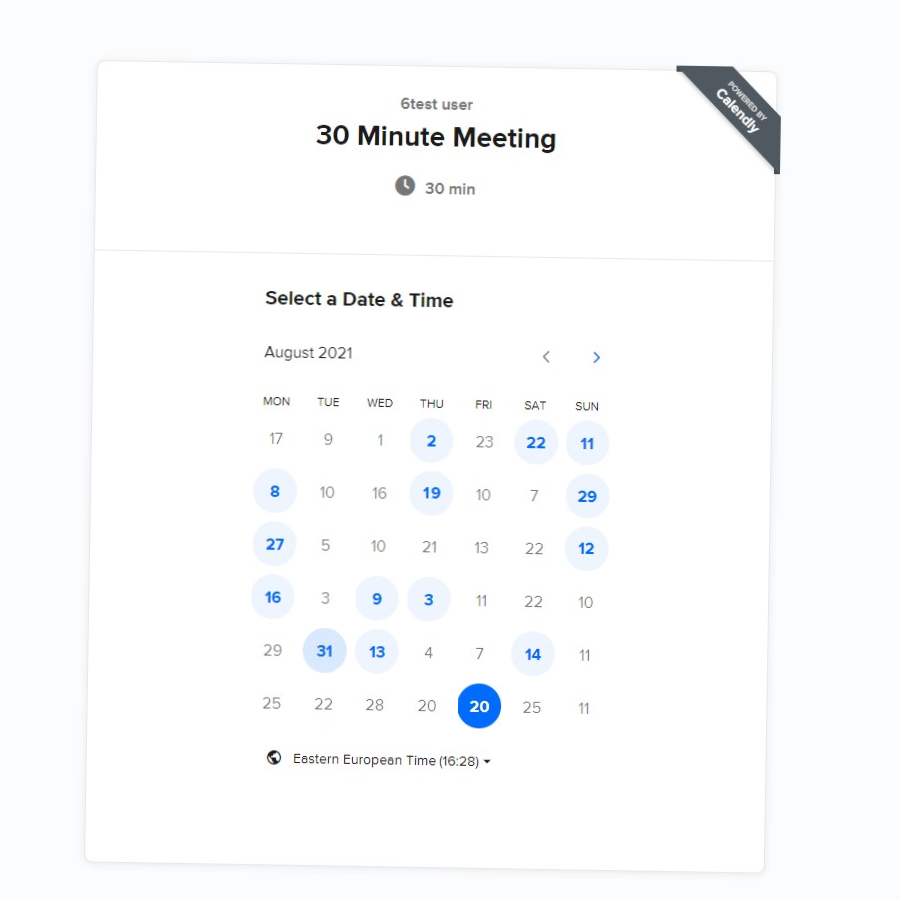 POWERED BY
Calendly
6test user
30 Minute Meeting
30 min
Select a Date & Time
August 2021
MON TUE WED THU FRI SAT SUN
17 9 1 2 23 22 11
8 10 16 19 10 7 29
27 5 10 21 13 22 12
16 3 9 3 11 22 10
29 31 13 4 7 14 11
25 22 28 20 20 25 11
Eastern European Time (16:28)